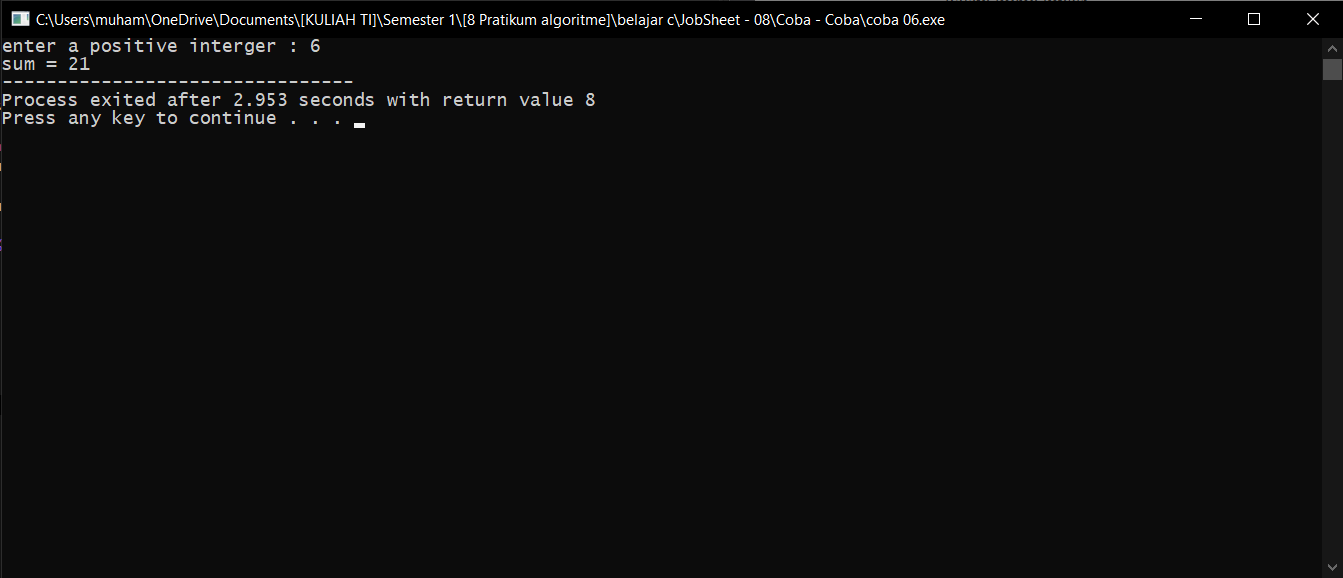 C:\Users\muham\OneDrive\Documents\[KULIAH TI]\Semester 1\[8 Pratikum algoritme]\belajar c\JobSheet - 08\Coba - Coba\coba 06.exe
enter a positive interger : 6
sum = 21
--------------------------------
Process exited after 2.953 seconds with return value 8
Press any key to continue . . .